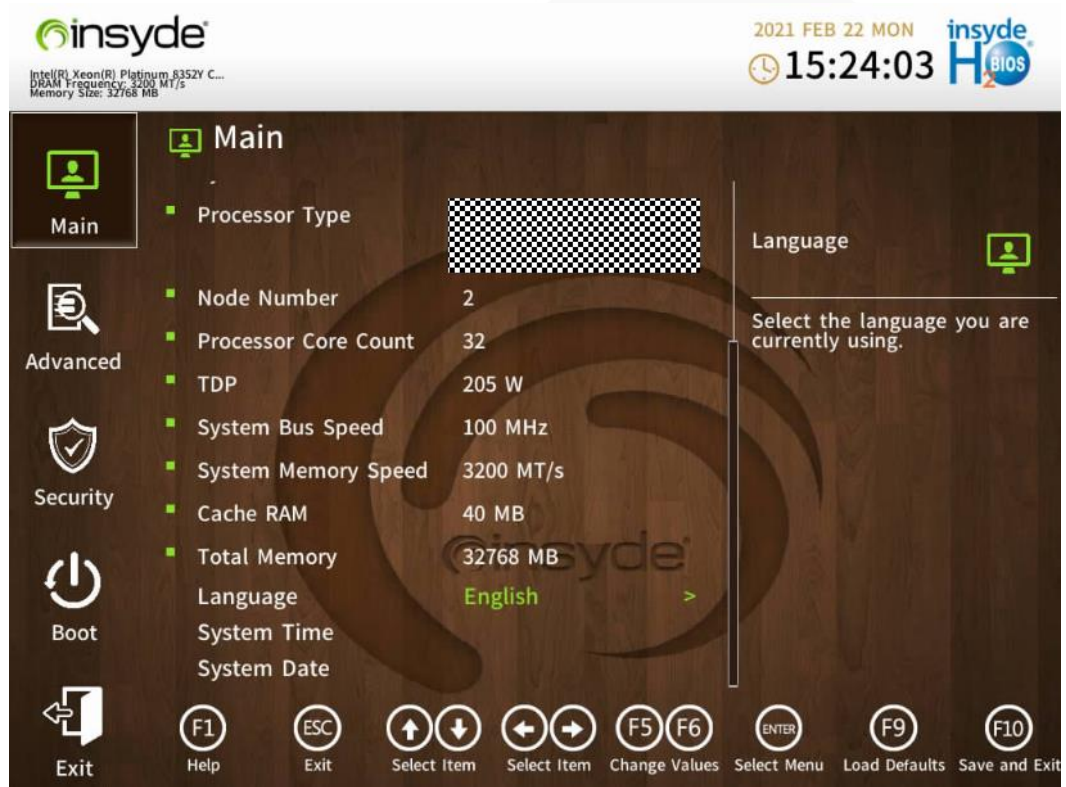 insyde
Intel(R) Xeon(R) Platinum 8352Y C...
DRAM Frequency: 3200 MT/s
Memory Size: 32768 MB
2021 FEB 22 MON
15:24:03
insyde
H2O BIOS
Main
Main
Processor Type
Node Number 2
Processor Core Count 32
TDP 205 W
System Bus Speed 100 MHz
System Memory Speed 3200 MT/s
Cache RAM 40 MB
Total Memory 32768 MB
Language English >
System Time
System Date
insyde
Language
Select the language you are
currently using.
Advanced
Security
Boot
Exit
F1 Help
ESC Exit
Select Item
Select Item
F5 F6 Change Values
ENTER Select Menu
F9 Load Defaults
F10 Save and Exit